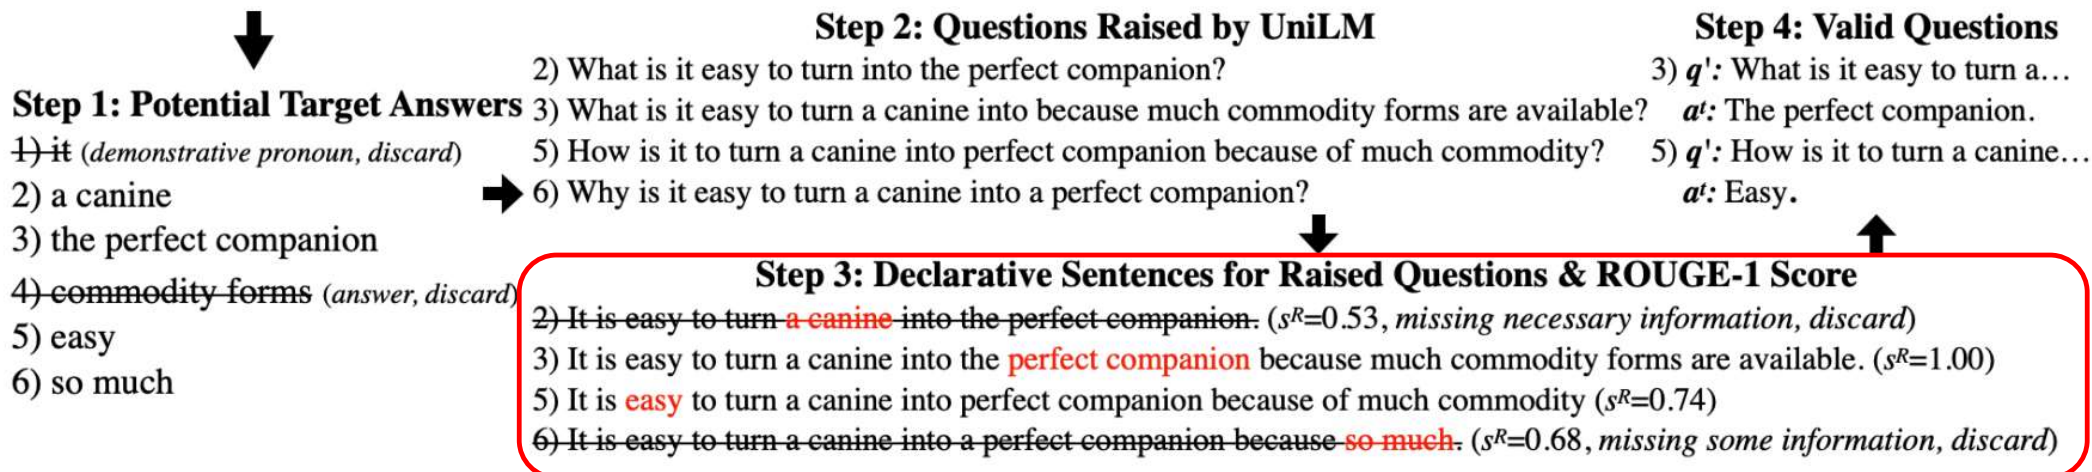 Step 1: Potential Target Answers
1) it (demonstrative pronoun, discard)
2) a canine
3) the perfect companion
4) commodity forms (answer, discard)
5) easy
6) so much
Step 2: Questions Raised by UniLM
2) What is it easy to turn into the perfect companion?
3) What is it easy to turn a canine into because much commodity forms are available?
5) How is it to turn a canine into perfect companion because of much commodity?
6) Why is it easy to turn a canine into a perfect companion?
Step 3: Declarative Sentences for Raised Questions & ROUGE-1 Score
2) It is easy to turn a canine into the perfect companion. (sᴿ=0.53, missing necessary information, discard)
3) It is easy to turn a canine into the perfect companion because much commodity forms are available. (sᴿ=1.00)
5) It is easy to turn a canine into perfect companion because of much commodity (sᴿ=0.74)
6) It is easy to turn a canine into a perfect companion because so much. (sᴿ=0.68, missing some information, discard)
Step 4: Valid Questions
3) q': What is it easy to turn a…
aᵗ: The perfect companion.
5) q': How is it to turn a canine…
aᵗ: Easy.